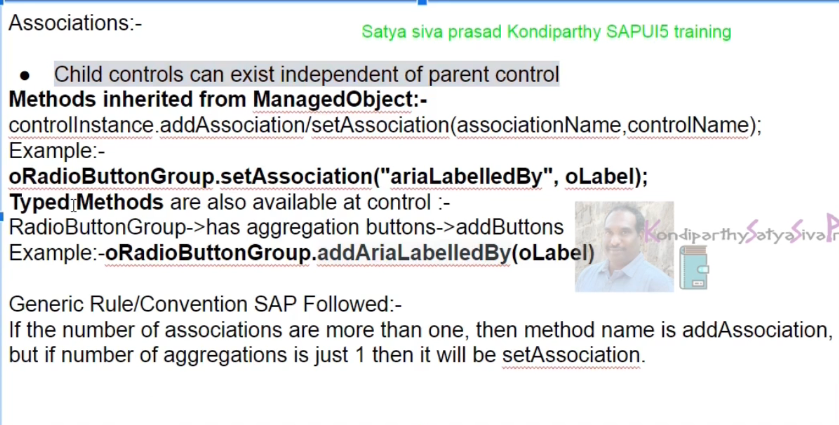 Associations:-
Satya siva prasad Kondiparthy SAPUI5 training
● Child controls can exist independent of parent control
Methods inherited from ManagedObject:-
controlInstance.addAssociation/setAssociation(associationName,controlName);
Example:-
oRadioButtonGroup.setAssociation("ariaLabelledBy", oLabel);
Typed Methods are also available at control :-
RadioButtonGroup->has aggregation buttons->addButtons
Example:-oRadioButtonGroup.addAriaLabelledBy(oLabel)
KondiparthySatyaSivaP
Generic Rule/Convention SAP Followed:-
If the number of associations are more than one, then method name is addAssociation,
but if number of aggregations is just 1 then it will be setAssociation.